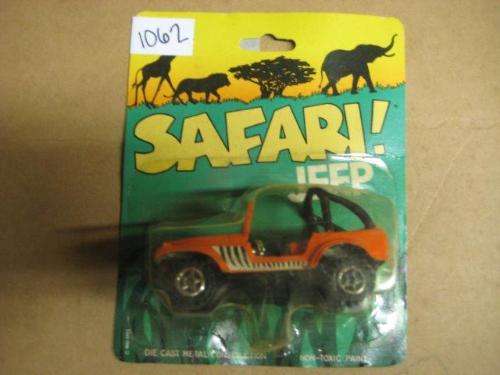 1062
SAFARI!
JEEP
DIE CAST METAL CONSTRUCTION NON-TOXIC PAINT